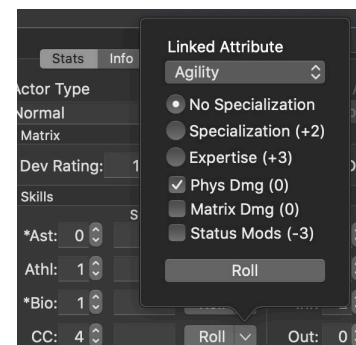 Linked Attribute
Agility
No Specialization
Specialization (+2)
Expertise (+3)
Phys Dmg (0)
Matrix Dmg (0)
Status Mods (-3)
Roll
Stats Info
Actor Type
Normal
Matrix
Dev Rating: 1
Skills
S
*Ast: 0
Athl: 1
*Bio: 1
CC: 4 Roll Out: 0